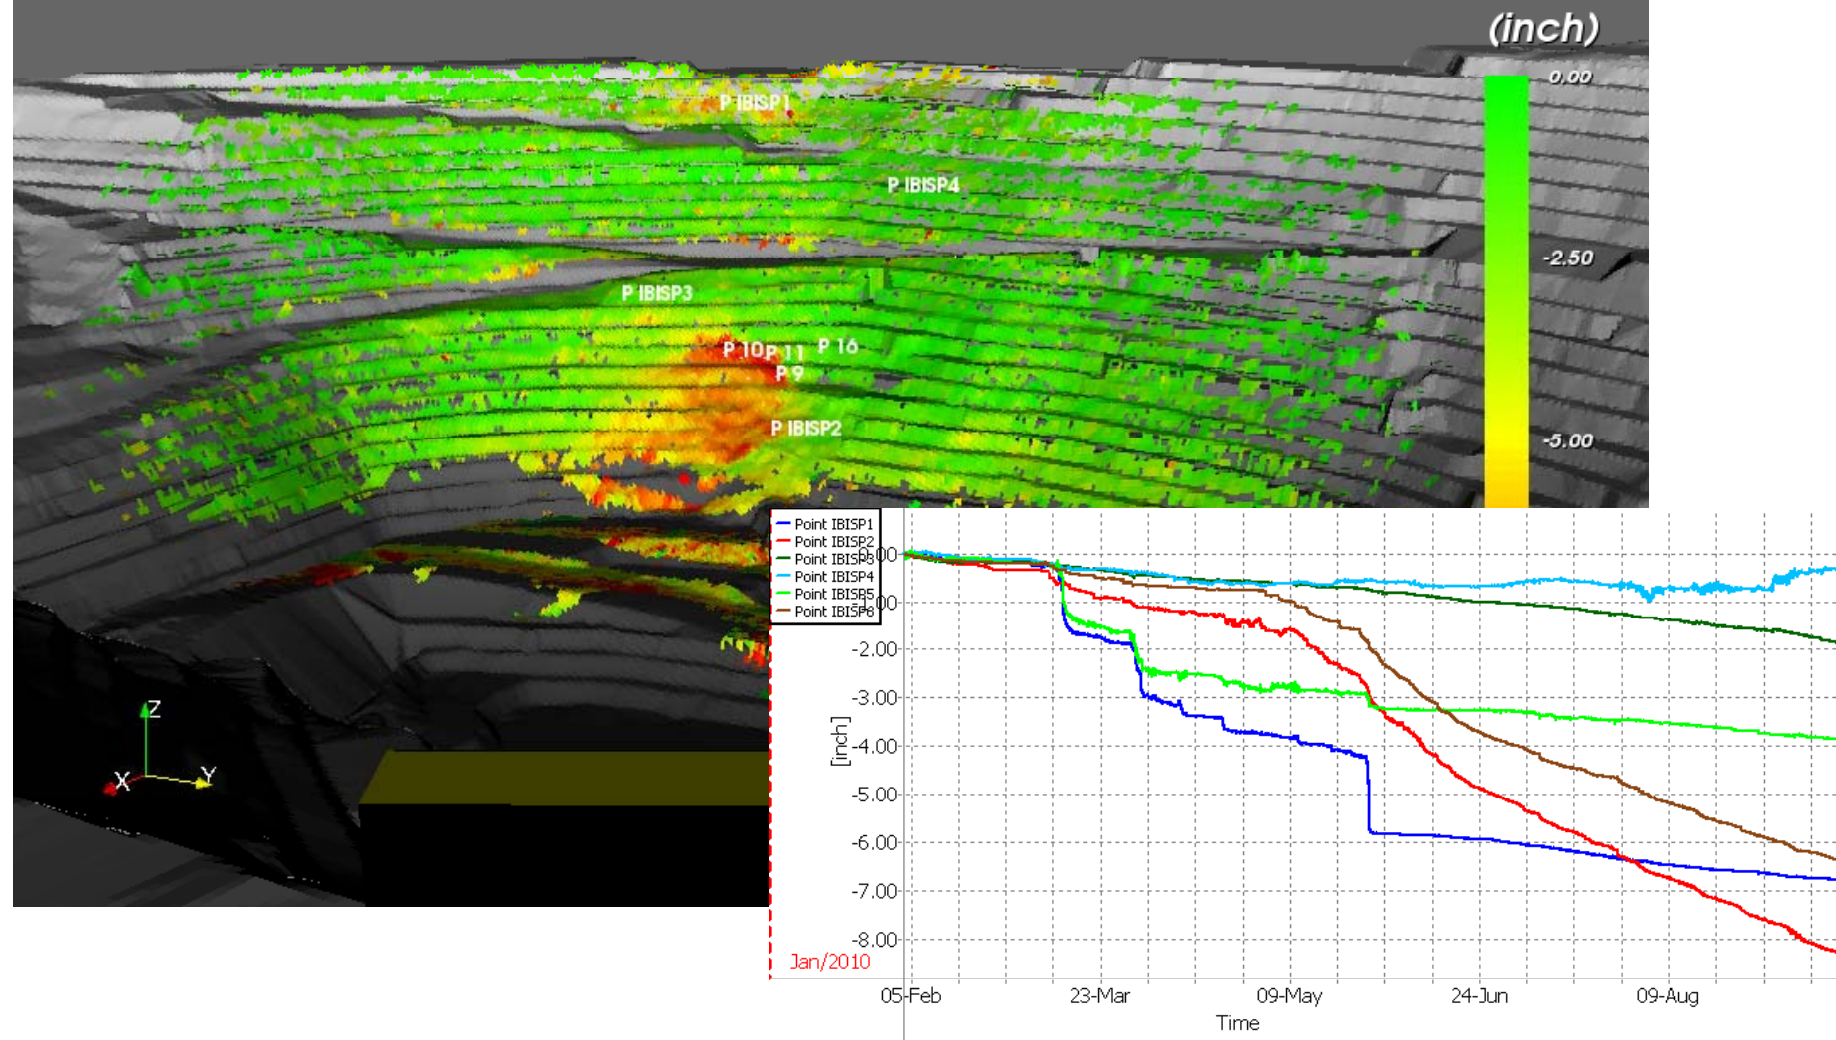 (inch)
0.00
P IBISP1
P IBISP4
-2.50
P IBISP3
P 10
P 11
P 16
P 9
P IBISP2
-5.00
Point IBISP1
Point IBISP2
Point IBISP3
Point IBISP4
Point IBISP5
Point IBISP6
0.00
-1.00
-2.00
-3.00
-4.00
-5.00
-6.00
-7.00
-8.00
[inch]
Z
X
Y
Jan/2010
05-Feb
23-Mar
09-May
24-Jun
09-Aug
Time